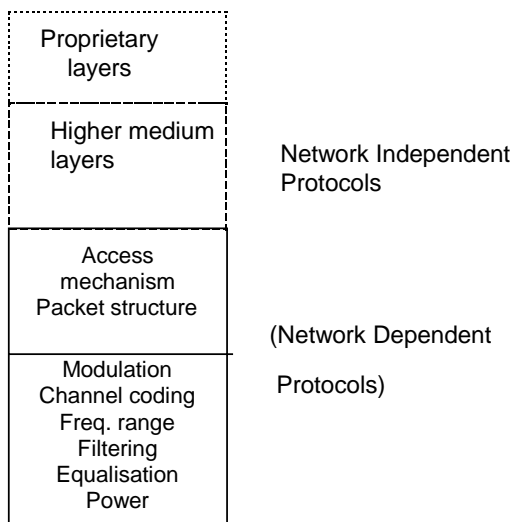 Proprietary
layers
Higher medium
layers
Network Independent
Protocols
Access
mechanism
Packet structure
(Network Dependent
Protocols)
Modulation
Channel coding
Freq. range
Filtering
Equalisation
Power